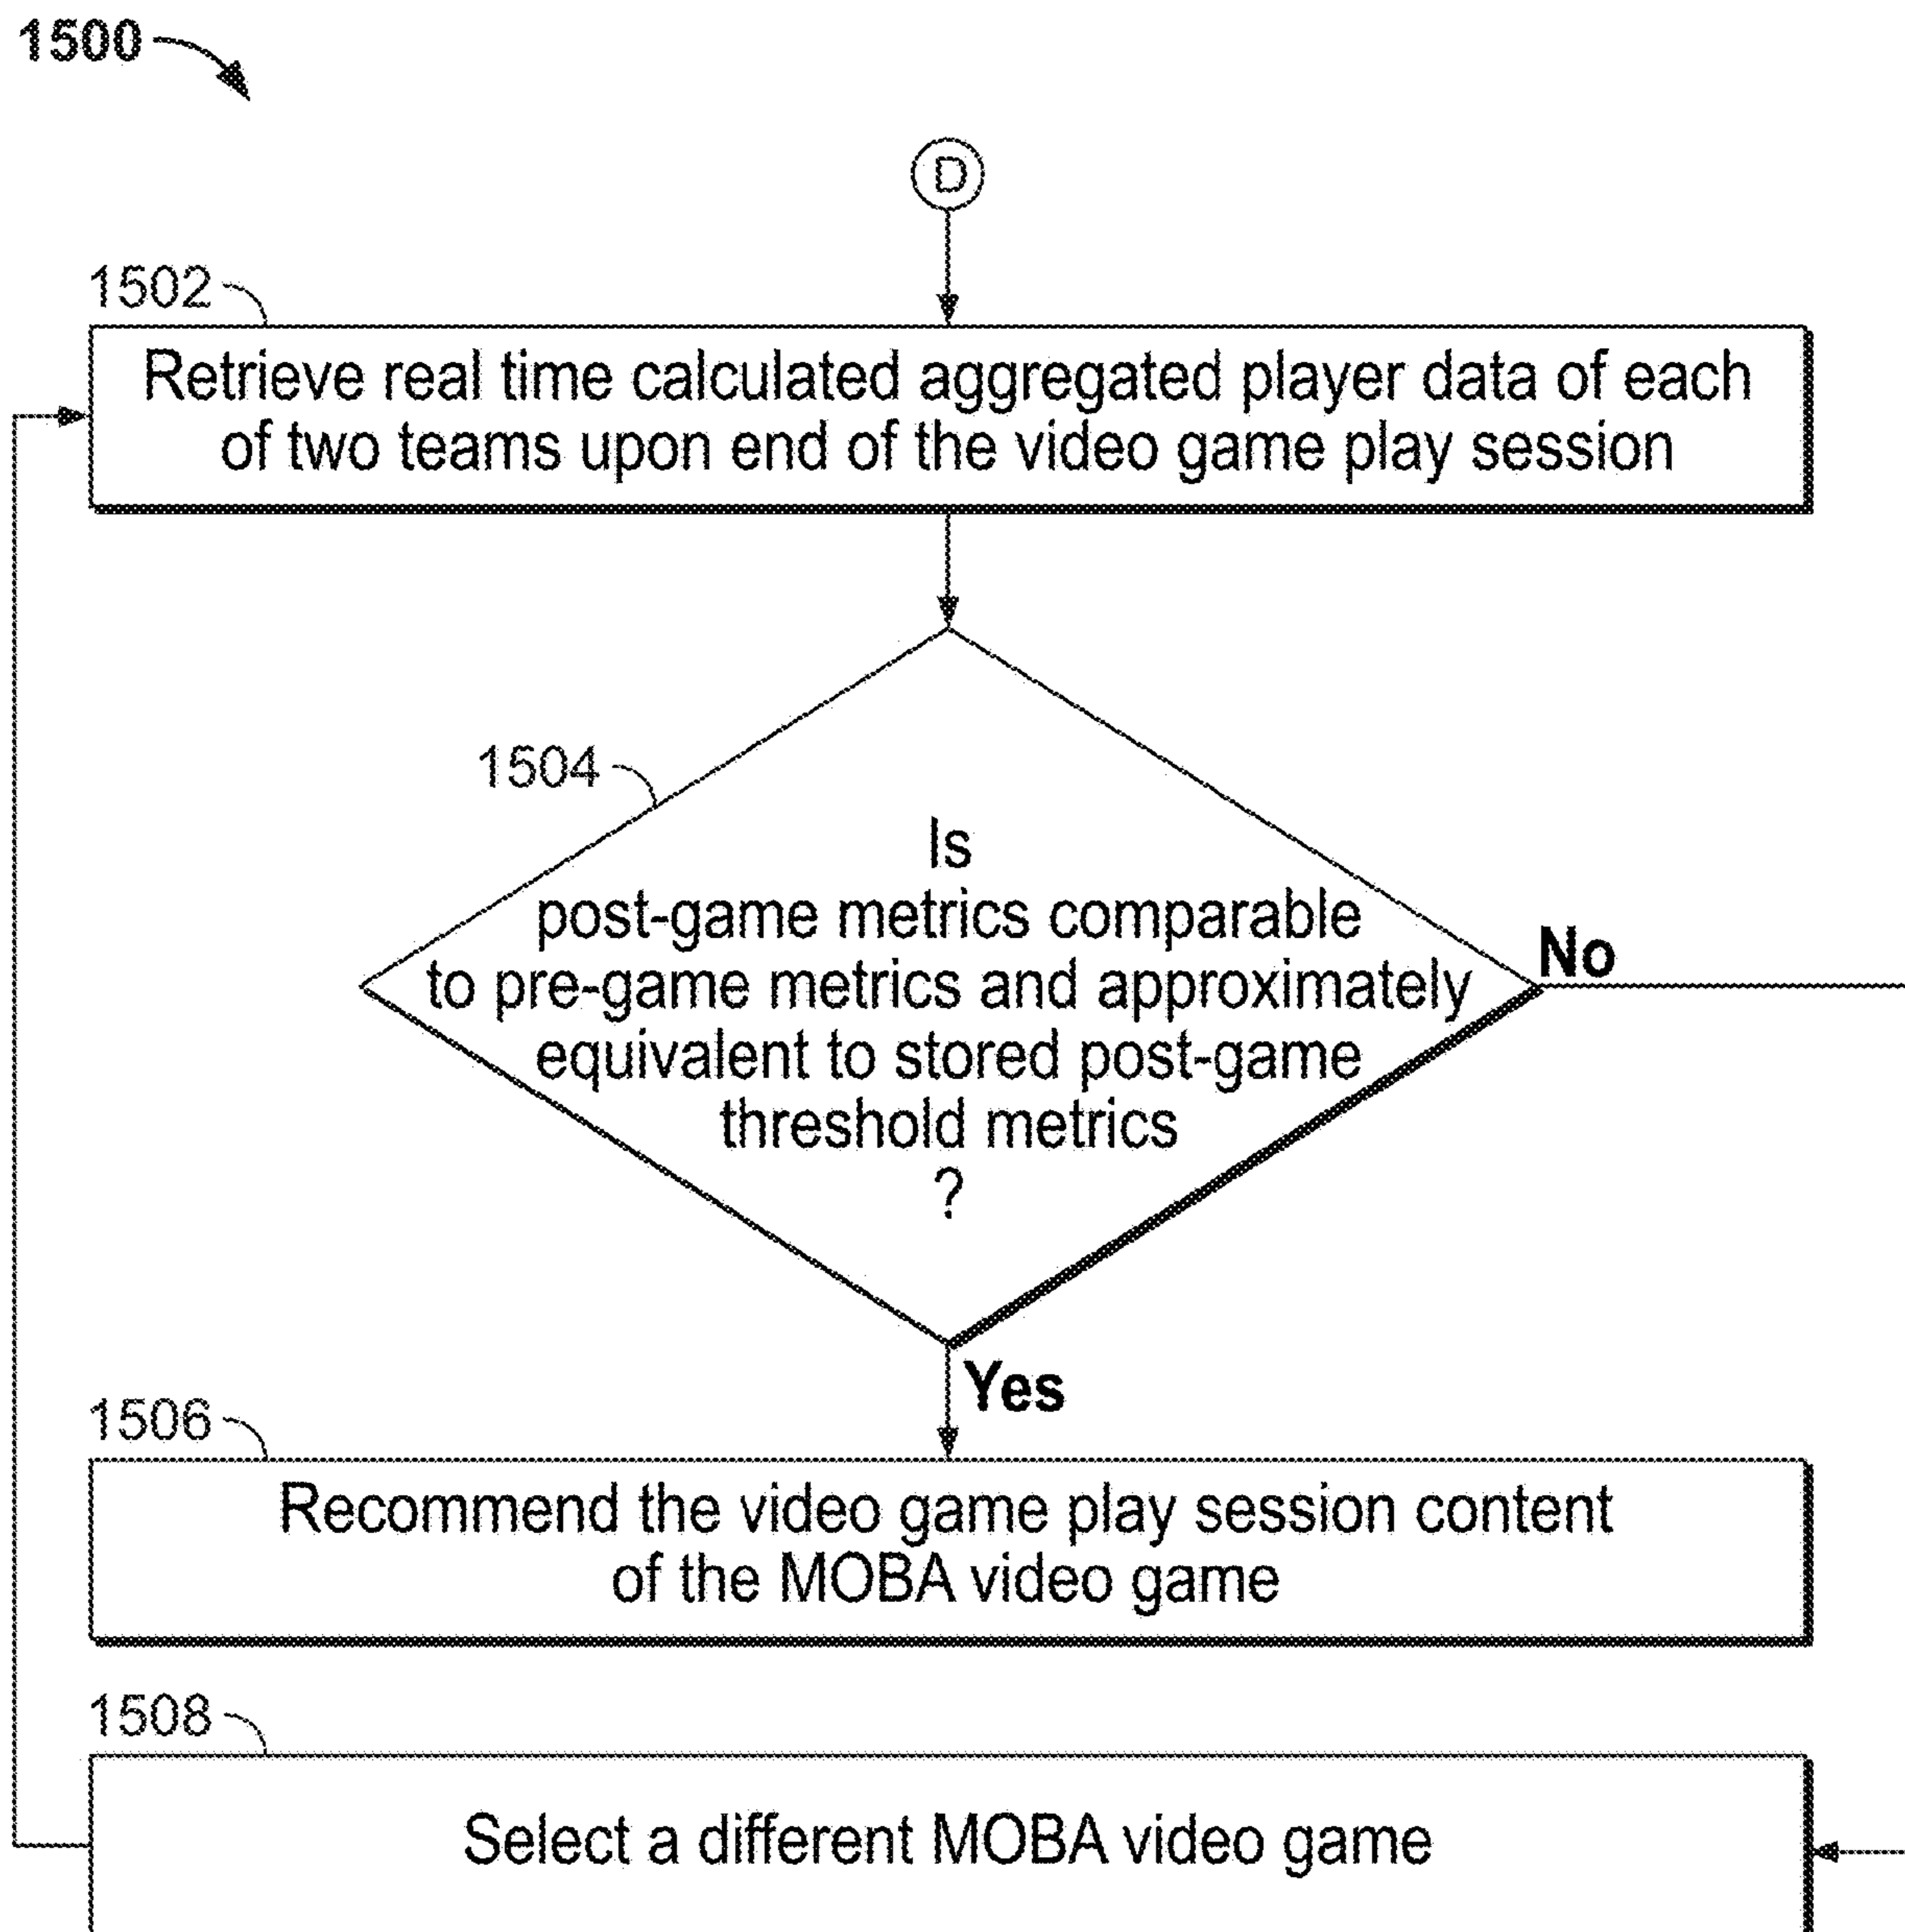 1500
D
1502
Retrieve real time calculated aggregated player data of each
of two teams upon end of the video game play session
1504
Is
post-game metrics comparable
to pre-game metrics and approximately
equivalent to stored post-game
threshold metrics
?
No
Yes
1506
Recommend the video game play session content
of the MOBA video game
1508
Select a different MOBA video game